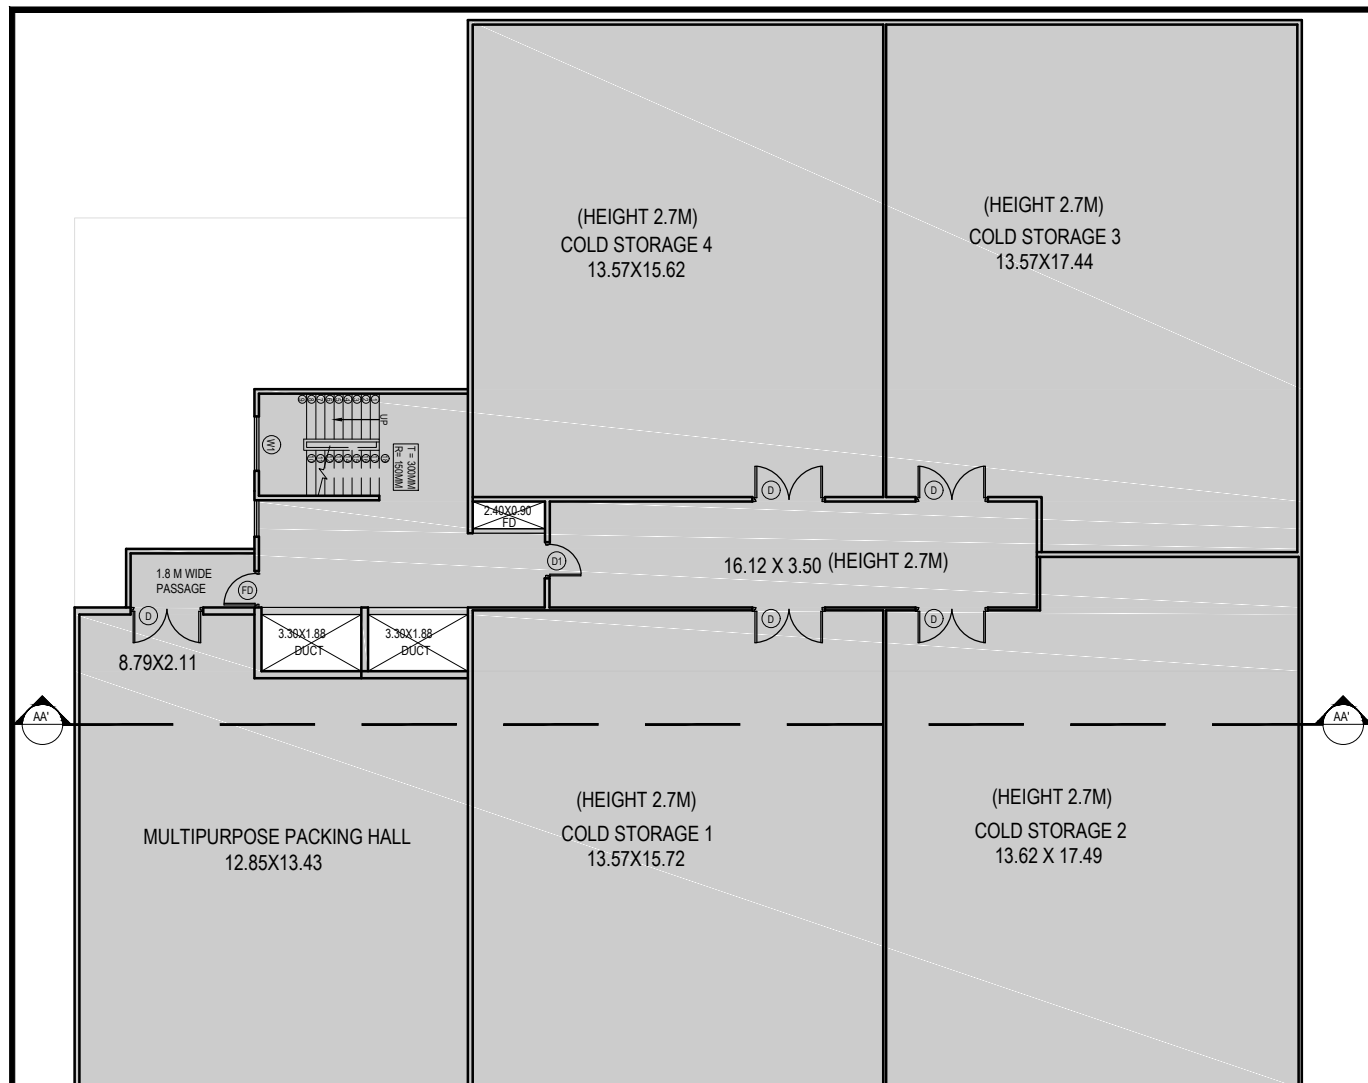 (HEIGHT 2.7M)
COLD STORAGE 4
13.57X15.62
(HEIGHT 2.7M)
COLD STORAGE 3
13.57X17.44
UP
W1
T = 300MM
R= 150MM
D
D
2.40X0.90
FD
D1
16.12 X 3.50 (HEIGHT 2.7M)
1.8 M WIDE
PASSAGE
FD
D
D
D
3.30X1.88
DUCT
3.30X1.88
DUCT
8.79X2.11
AA'
AA'
(HEIGHT 2.7M)
COLD STORAGE 1
13.57X15.72
(HEIGHT 2.7M)
COLD STORAGE 2
13.62 X 17.49
MULTIPURPOSE PACKING HALL
12.85X13.43